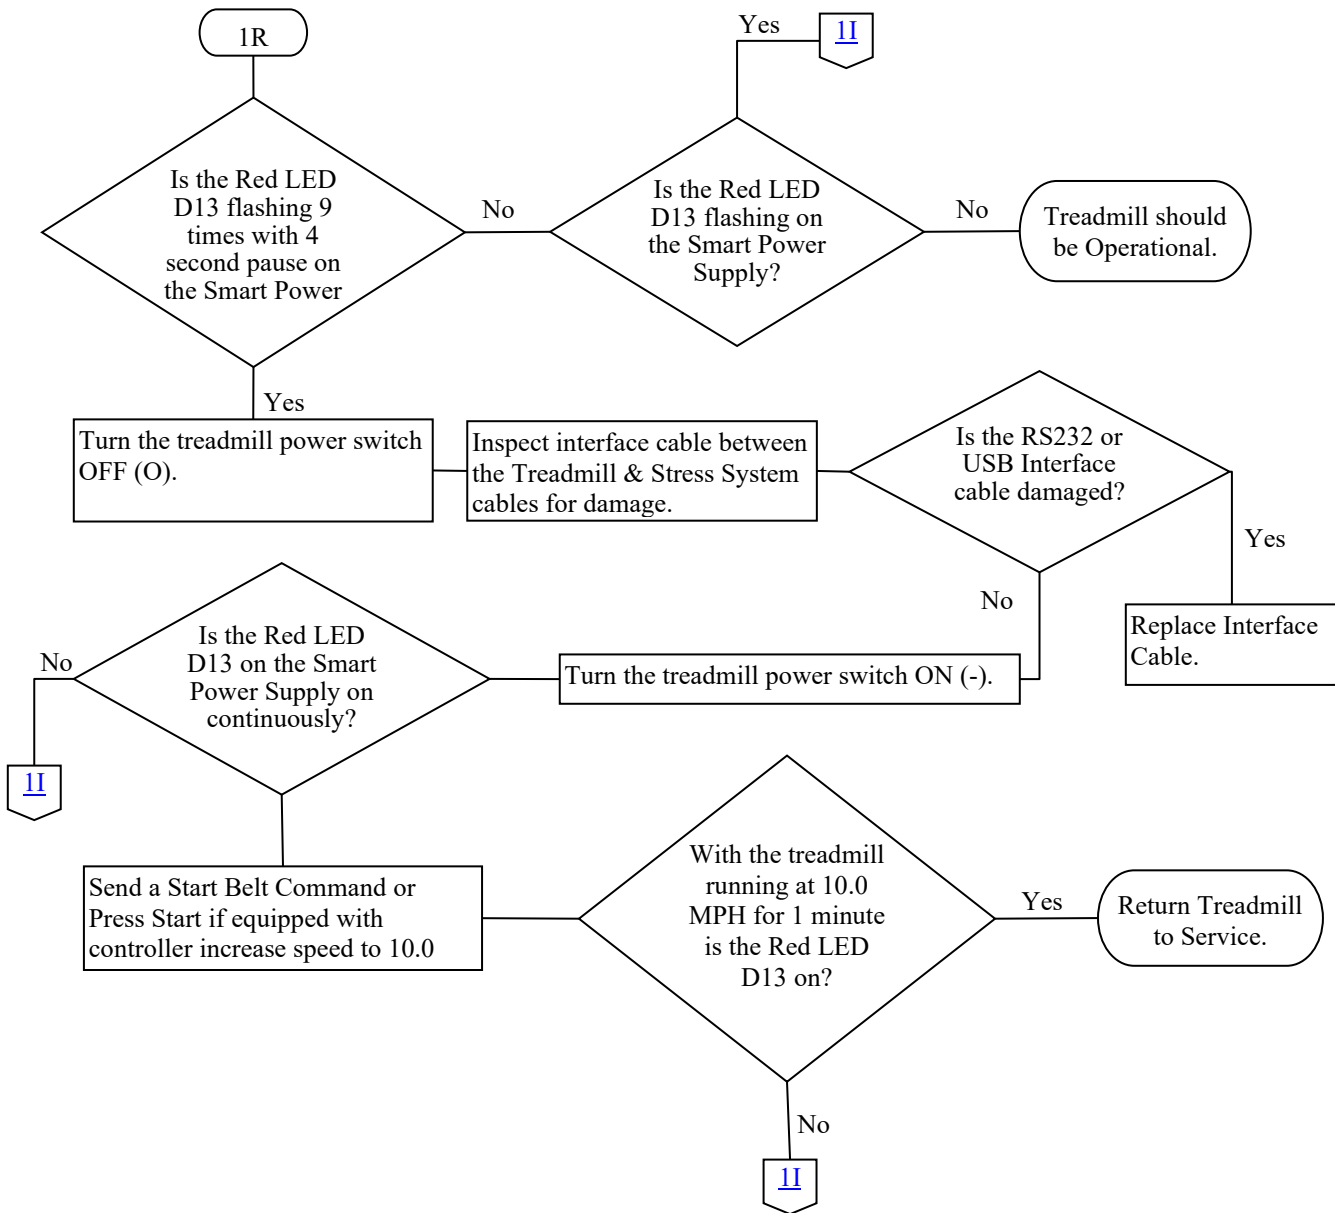 1R
Yes
1I
Is the Red LED
D13 flashing 9
times with 4
second pause on
the Smart Power
No
Is the Red LED
D13 flashing on
the Smart Power
Supply?
No
Treadmill should
be Operational.
Yes
Turn the treadmill power switch
OFF (O).
Inspect interface cable between
the Treadmill & Stress System
cables for damage.
Is the RS232 or
USB Interface
cable damaged?
Yes
Replace Interface
Cable.
No
Turn the treadmill power switch ON (-).
Is the Red LED
D13 on the Smart
Power Supply on
continuously?
No
1I
Send a Start Belt Command or
Press Start if equipped with
controller increase speed to 10.0
With the treadmill
running at 10.0
MPH for 1 minute
is the Red LED
D13 on?
Yes
Return Treadmill
to Service.
No
1I